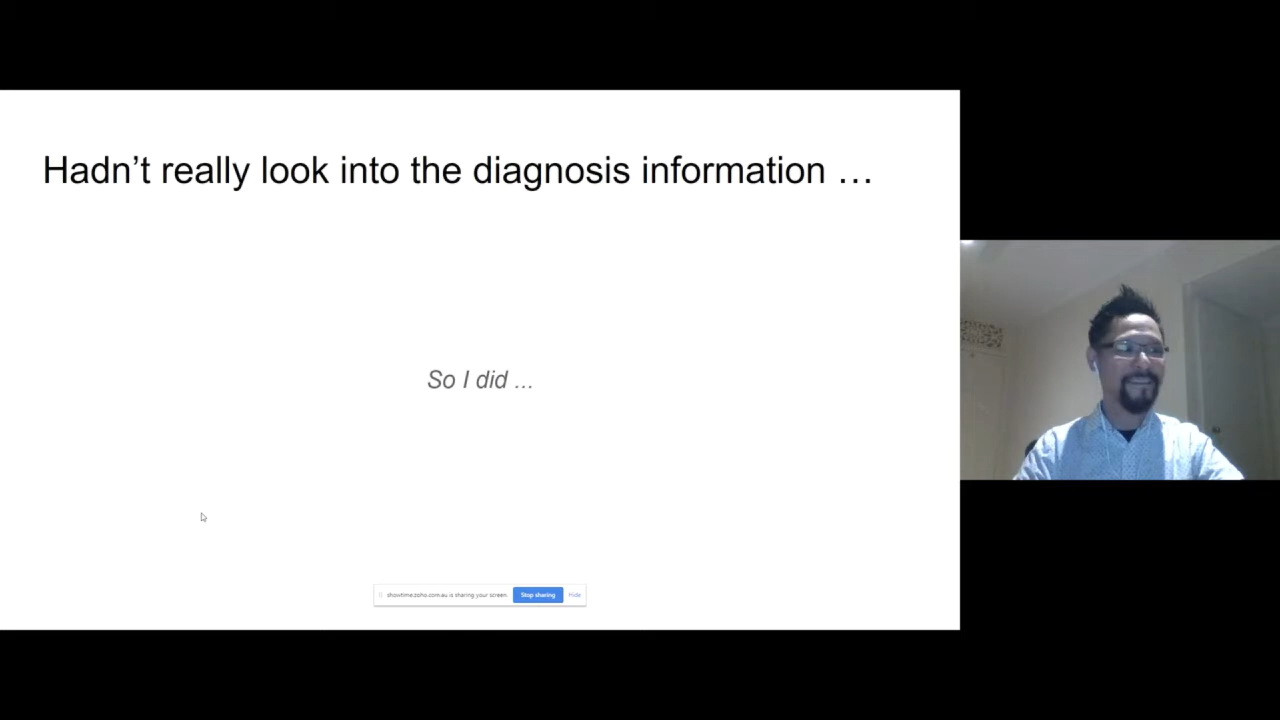 Hadn’t really look into the diagnosis information …
So I did ...
showtime.zoho.com.au is sharing your screen. Stop sharing Hide